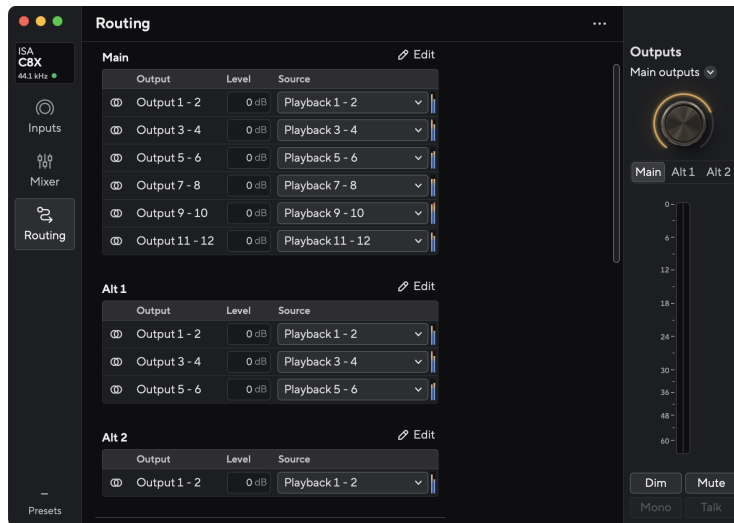 Routing
...
ISA
C8X
44.1 kHz
Inputs
Mixer
Routing
Presets
Main
Edit
Output Level Source
Output 1 - 2 0 dB Playback 1 - 2
Output 3 - 4 0 dB Playback 3 - 4
Output 5 - 6 0 dB Playback 5 - 6
Output 7 - 8 0 dB Playback 7 - 8
Output 9 - 10 0 dB Playback 9 - 10
Output 11 - 12 0 dB Playback 11 - 12
Alt 1
Edit
Output Level Source
Output 1 - 2 0 dB Playback 1 - 2
Output 3 - 4 0 dB Playback 3 - 4
Output 5 - 6 0 dB Playback 5 - 6
Alt 2
Edit
Output Level Source
Output 1 - 2 0 dB Playback 1 - 2
Outputs
Main outputs
Main Alt 1 Alt 2
0
6
12
18
24
30
36
48
60
Dim Mute
Mono Talk